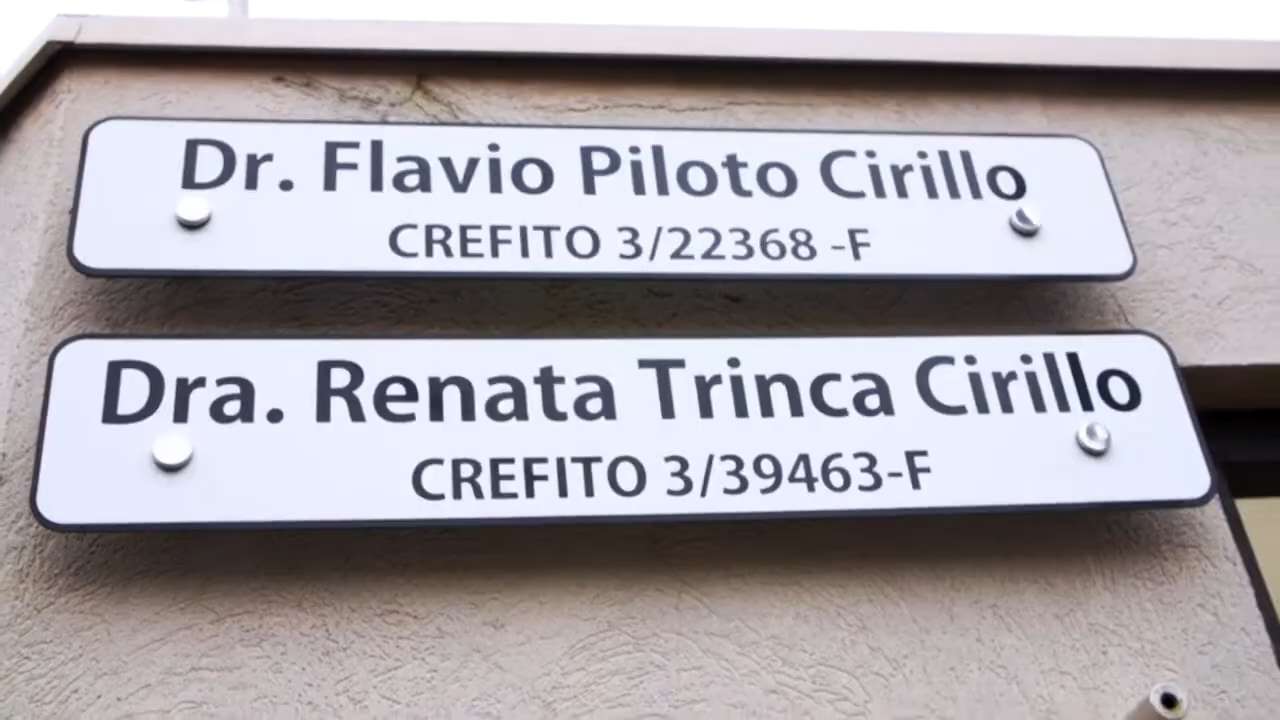 Dr. Flavio Piloto Cirillo
CREFITO 3/22368 -F
Dra. Renata Trinca Cirillo
CREFITO 3/39463-F